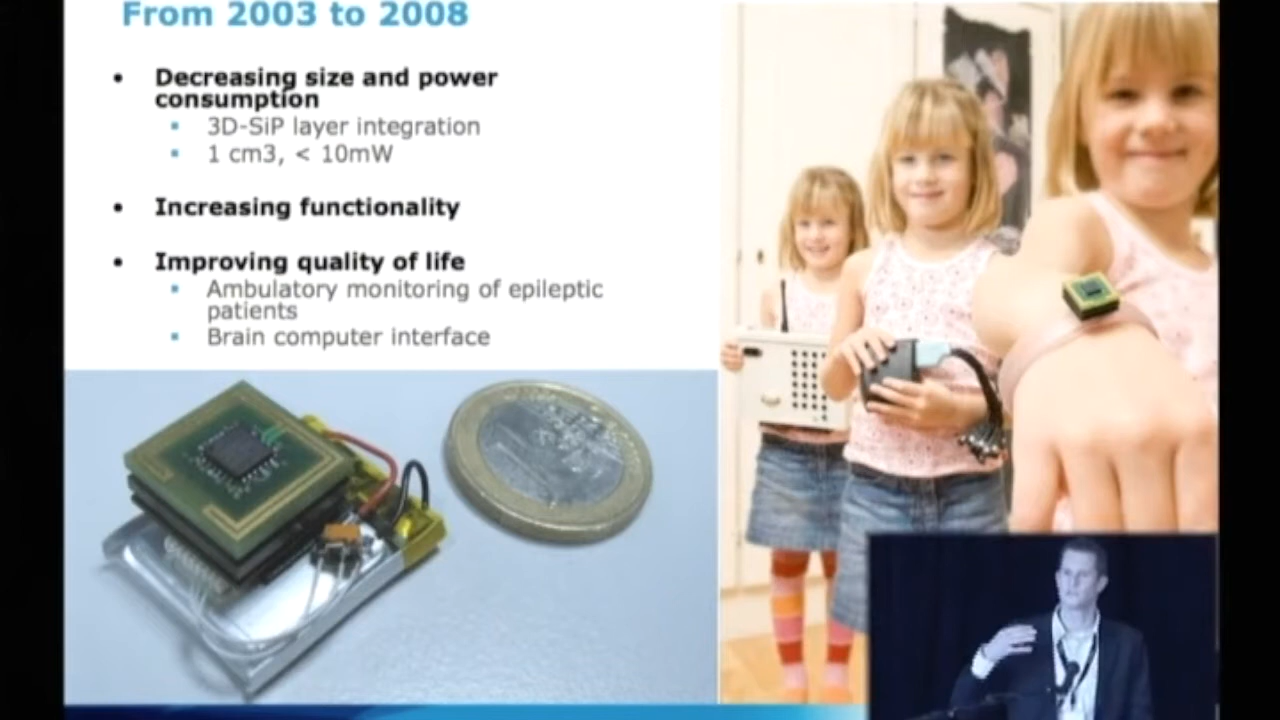 From 2003 to 2008
• Decreasing size and power
consumption
▪ 3D-SiP layer integration
▪ 1 cm3, < 10mW
• Increasing functionality
• Improving quality of life
▪ Ambulatory monitoring of epileptic
patients
▪ Brain computer interface